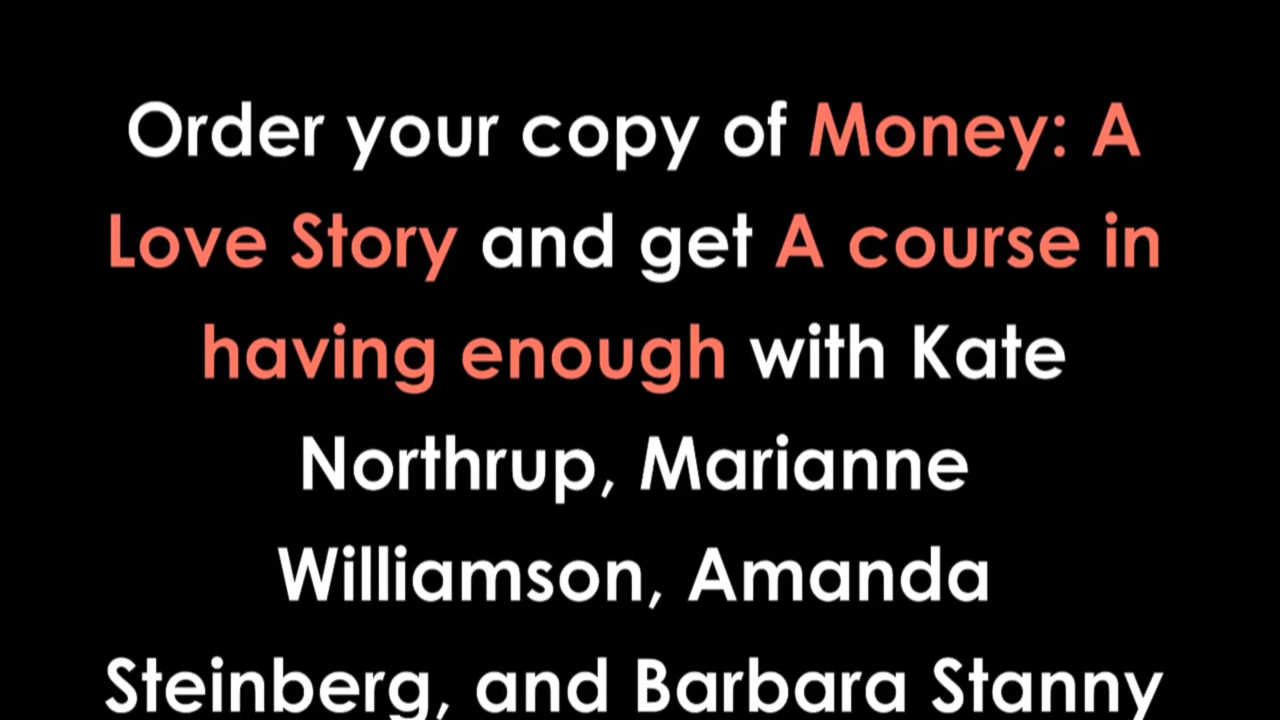 Order your copy of Money: A
Love Story and get A course in
having enough with Kate
Northrup, Marianne
Williamson, Amanda
Steinberg, and Barbara Stanny